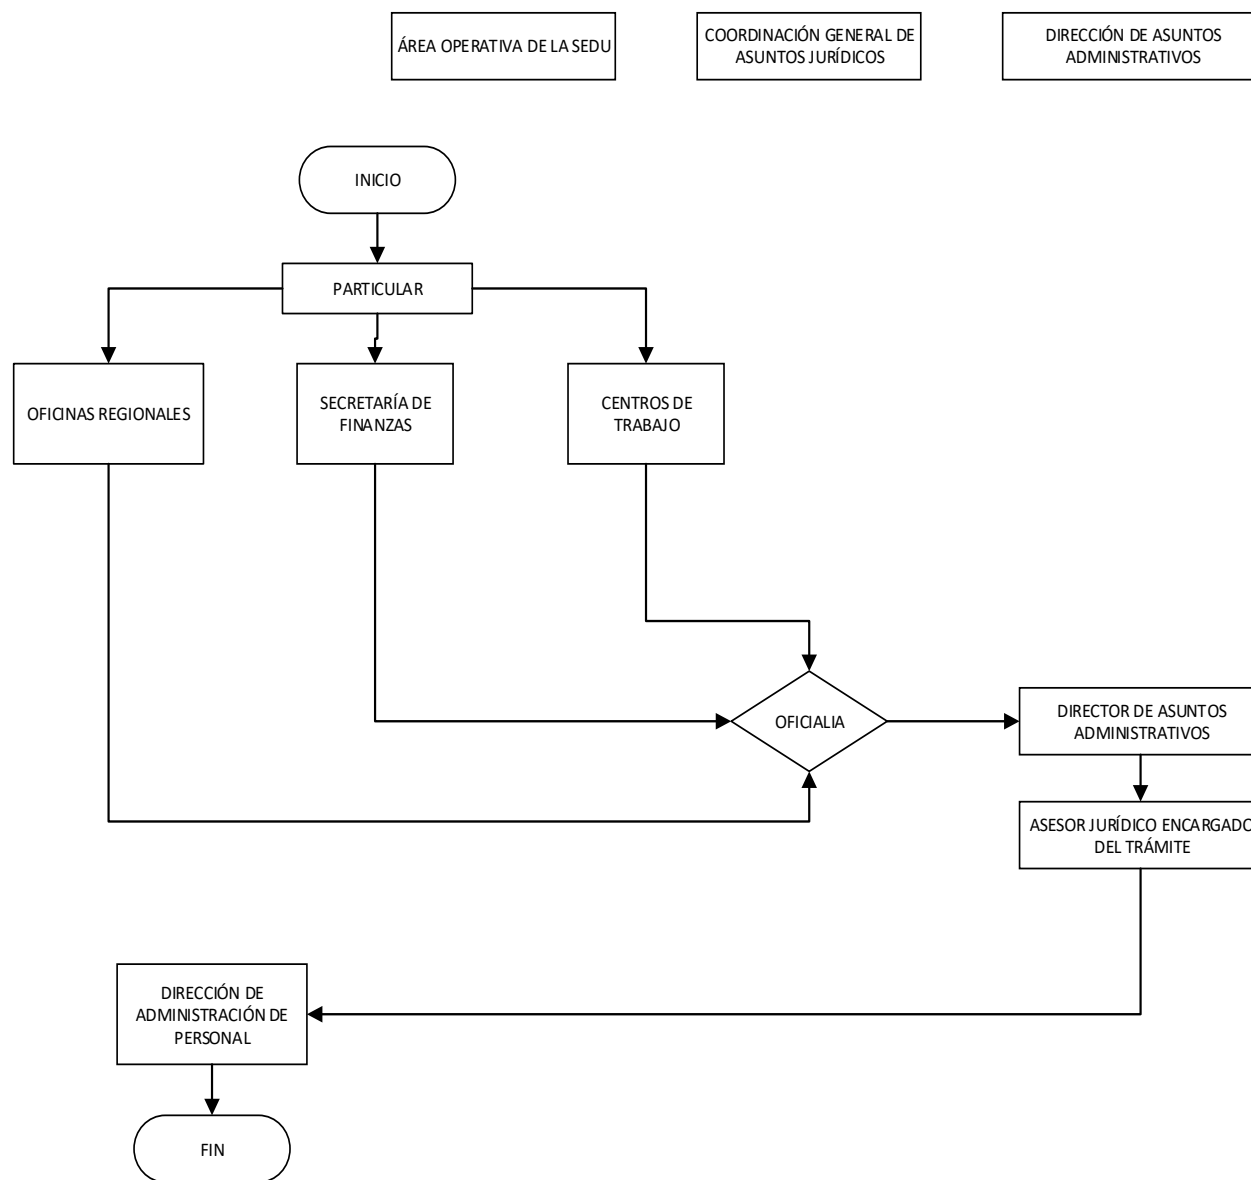 ÁREA OPERATIVA DE LA SEDU
COORDINACIÓN GENERAL DE
ASUNTOS JURÍDICOS
DIRECCIÓN DE ASUNTOS
ADMINISTRATIVOS
INICIO
PARTICULAR
OFICINAS REGIONALES
SECRETARÍA DE
FINANZAS
CENTROS DE
TRABAJO
OFICIALIA
DIRECTOR DE ASUNTOS
ADMINISTRATIVOS
ASESOR JURÍDICO ENCARGADO
DEL TRÁMITE
DIRECCIÓN DE
ADMINISTRACIÓN DE
PERSONAL
FIN